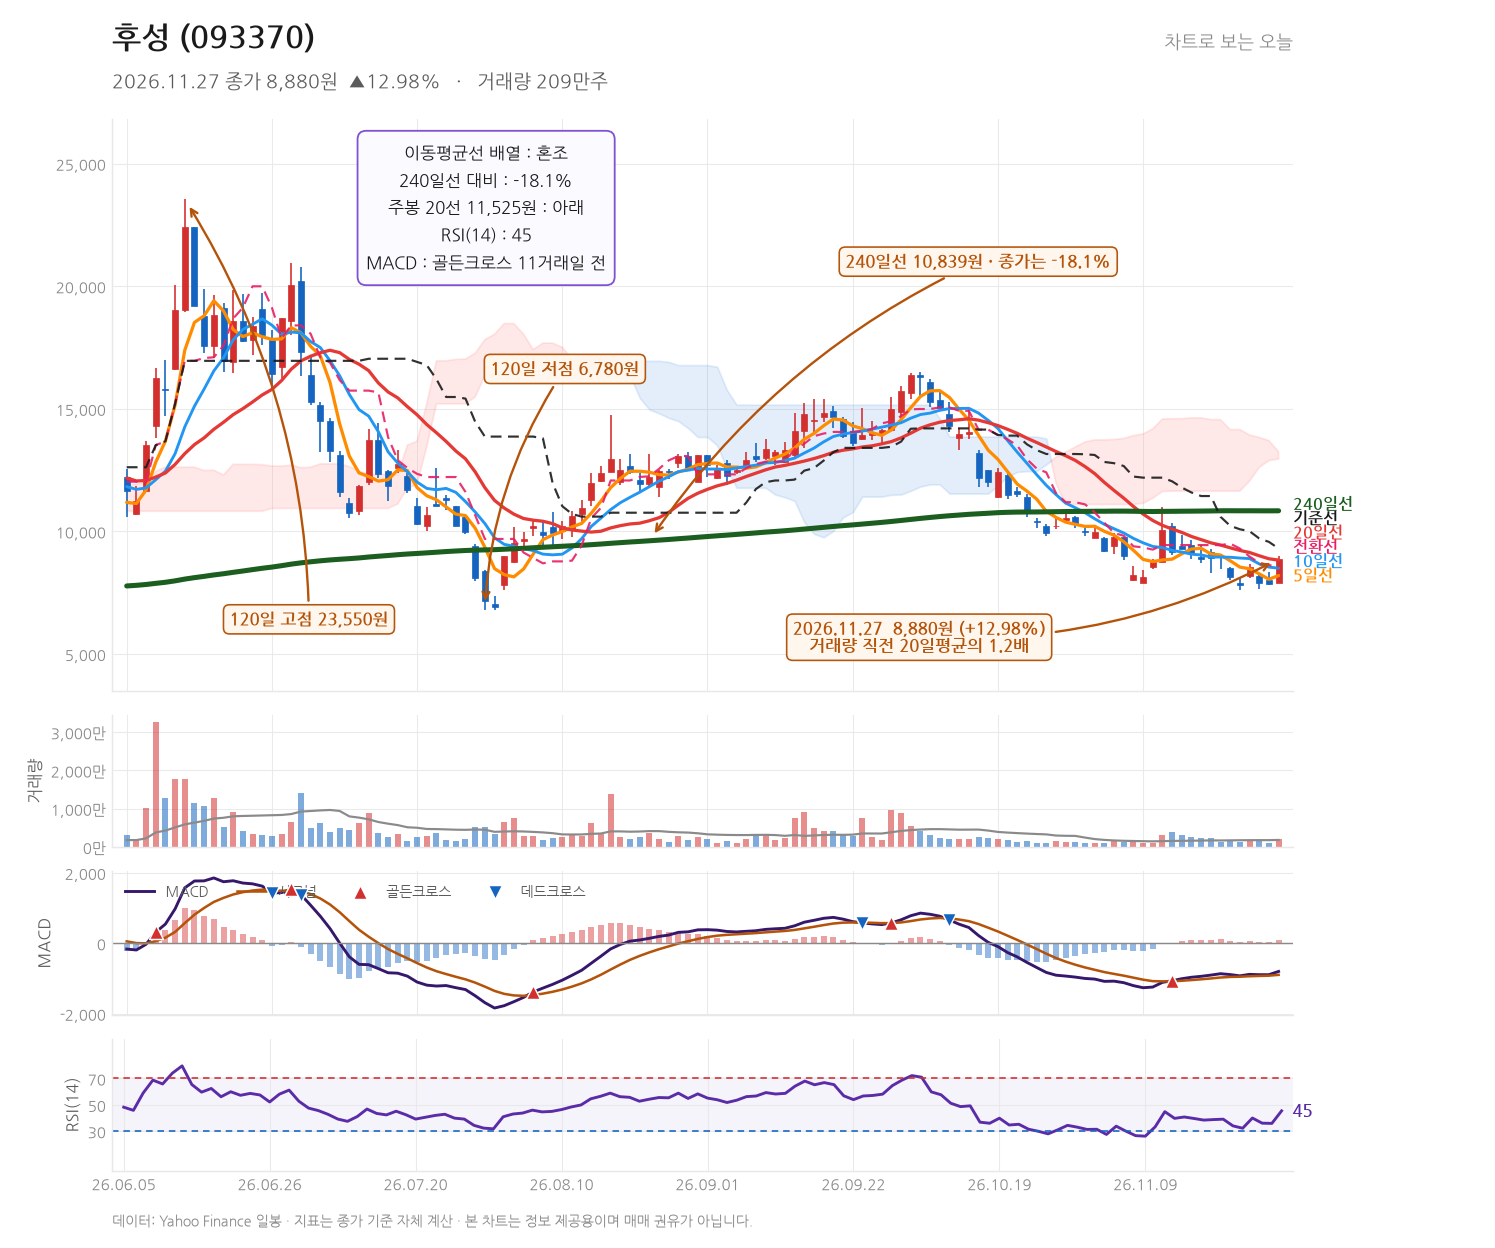 후성 (093370)
차트로 보는 오늘
2026.11.27 종가 8,880원 ▲12.98% · 거래량 209만주
이동평균선 배열 : 혼조
240일선 대비 : -18.1%
주봉 20선 11,525원 : 아래
RSI(14) : 45
MACD : 골든크로스 11거래일 전
25,000
20,000
15,000
10,000
5,000
240일선 10,839원 · 종가는 -18.1%
120일 저점 6,780원
120일 고점 23,550원
2026.11.27 8,880원 (+12.98%)
거래량 직전 20일평균의 1.2배
240일선
기준선
20일선
전환선
10일선
5일선
거래량
3,000만
2,000만
1,000만
0만
MACD
2,000
0
-2,000
MACD
골든크로스
데드크로스
RSI(14)
70
50
30
45
26.06.05
26.06.26
26.07.20
26.08.10
26.09.01
26.09.22
26.10.19
26.11.09
데이터: Yahoo Finance 일봉 · 지표는 종가 기준 자체 계산 · 본 차트는 정보 제공용이며 매매 권유가 아닙니다.